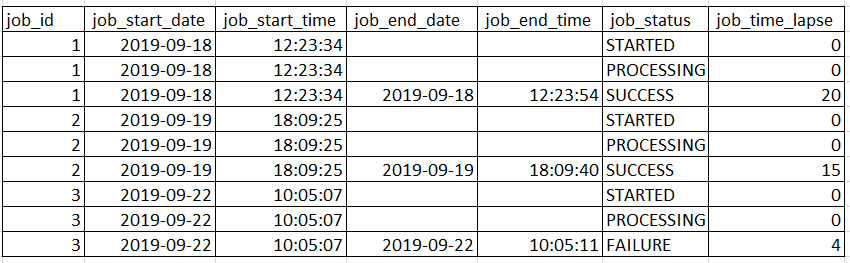 job_id job_start_date job_start_time job_end_date job_end_time job_status job_time_lapse
1 2019-09-18 12:23:34 STARTED 0
1 2019-09-18 12:23:34 PROCESSING 0
1 2019-09-18 12:23:34 2019-09-18 12:23:54 SUCCESS 20
2 2019-09-19 18:09:25 STARTED 0
2 2019-09-19 18:09:25 PROCESSING 0
2 2019-09-19 18:09:25 2019-09-19 18:09:40 SUCCESS 15
3 2019-09-22 10:05:07 STARTED 0
3 2019-09-22 10:05:07 PROCESSING 0
3 2019-09-22 10:05:07 2019-09-22 10:05:11 FAILURE 4